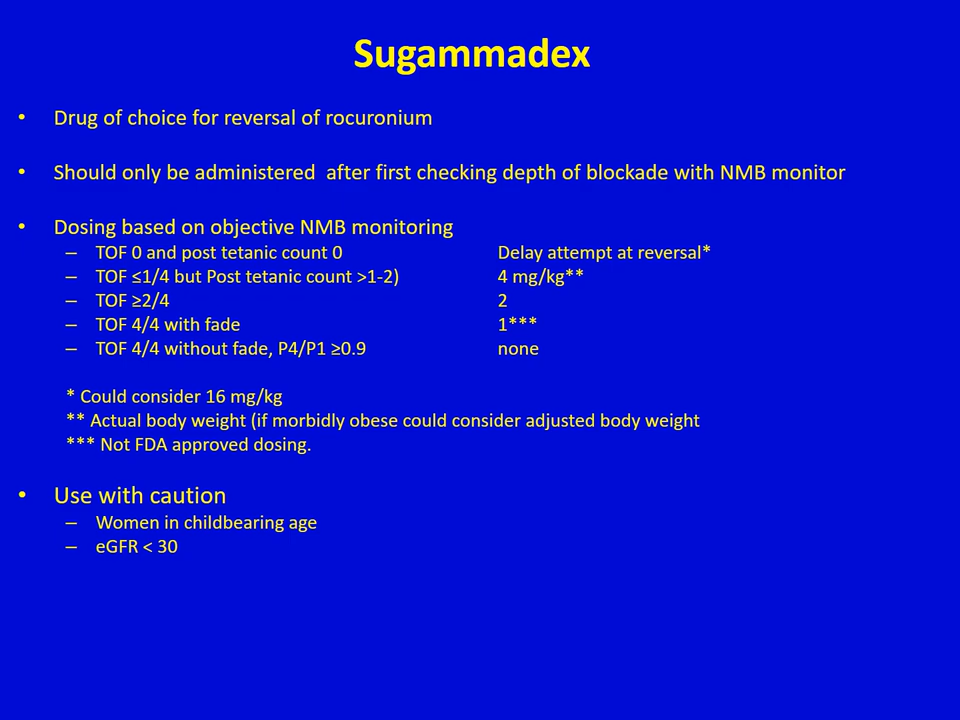 Sugammadex
• Drug of choice for reversal of rocuronium
• Should only be administered  after first checking depth of blockade with NMB monitor
• Dosing based on objective NMB monitoring
– TOF 0 and post tetanic count 0 Delay attempt at reversal*
– TOF ≤1/4 but Post tetanic count >1-2) 4 mg/kg**
– TOF ≥2/4 2
– TOF 4/4 with fade 1***
– TOF 4/4 without fade, P4/P1 ≥0.9 none
* Could consider 16 mg/kg
** Actual body weight (if morbidly obese could consider adjusted body weight
*** Not FDA approved dosing.
• Use with caution
– Women in childbearing age
– eGFR < 30